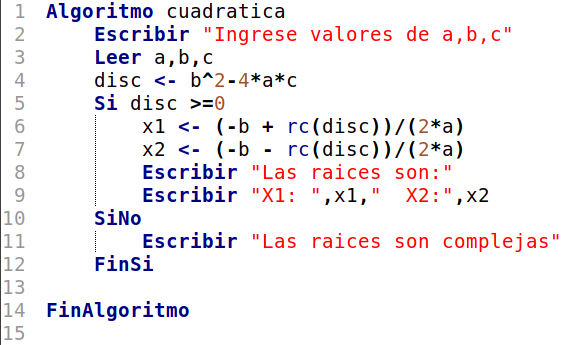 1 Algoritmo cuadratica
2 Escribir "Ingrese valores de a,b,c"
3 Leer a,b,c
4 disc <- b^2-4*a*c
5 Si disc >=0
6 x1 <- (-b + rc(disc))/(2*a)
7 x2 <- (-b - rc(disc))/(2*a)
8 Escribir "Las raices son:"
9 Escribir "X1: ",x1,"  X2:",x2
10 SiNo
11 Escribir "Las raices son complejas"
12 FinSi
13
14 FinAlgoritmo
15